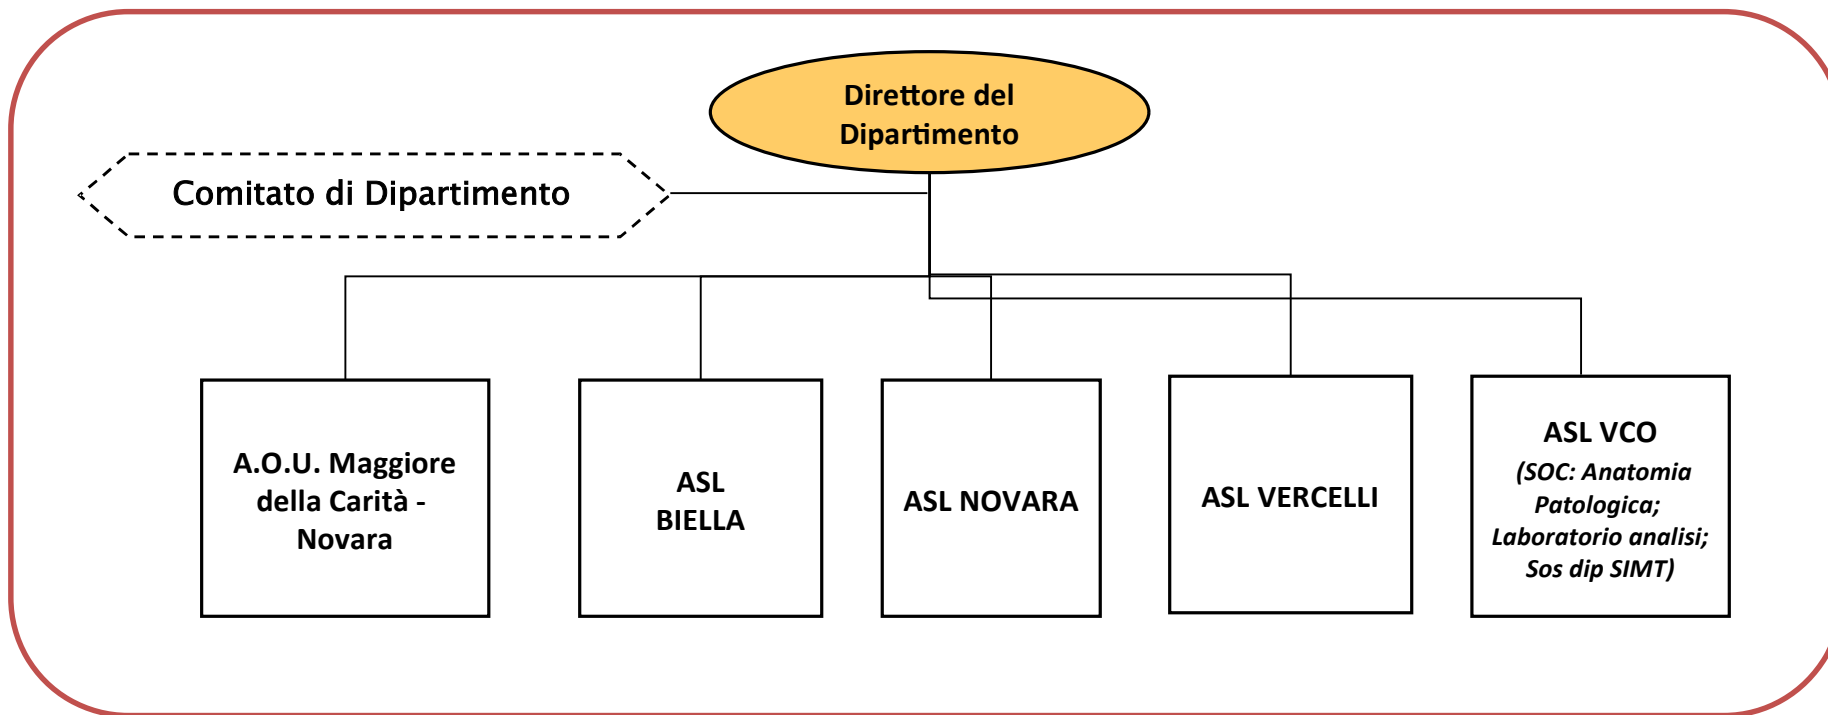 Direttore del
Dipartimento
Comitato di Dipartimento
A.O.U. Maggiore
della Carità -
Novara
ASL
BIELLA
ASL NOVARA
ASL VERCELLI
ASL VCO
(SOC: Anatomia
Patologica;
Laboratorio analisi;
Sos dip SIMT)